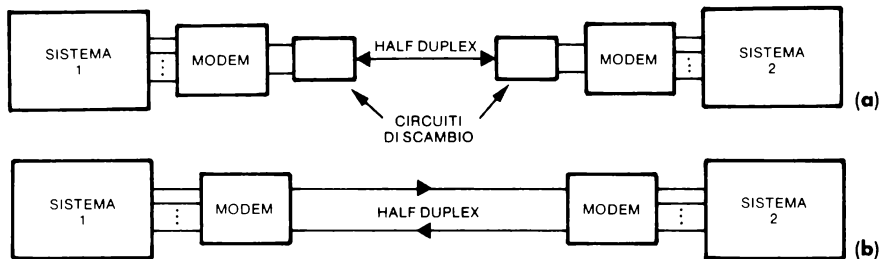 SISTEMA
1
MODEM
HALF DUPLEX
MODEM
SISTEMA
2
(a)
CIRCUITI
DI SCAMBIO
SISTEMA
1
MODEM
HALF DUPLEX
MODEM
SISTEMA
2
(b)